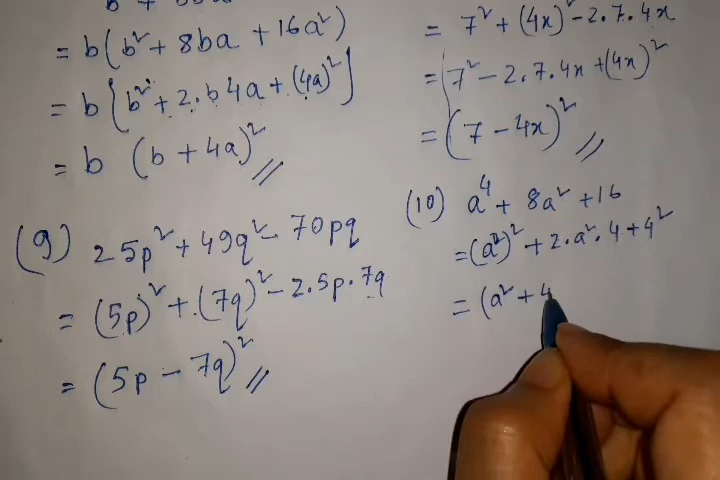 = b(b² + 8ba + 16a²)
= b[b² + 2.b 4a + (4a)²]
= b (b + 4a)² //
(9) 25p² + 49q² - 70pq
= (5p)² + (7q)² - 2.5p.7q
= (5p - 7q)² //
= 7² + (4x)² - 2.7.4x
= (7² - 2.7.4x + (4x)²
= (7 - 4x)² //
(10) a⁴ + 8a² + 16
= (a²)² + 2.a².4 + 4²
= (a² + 4